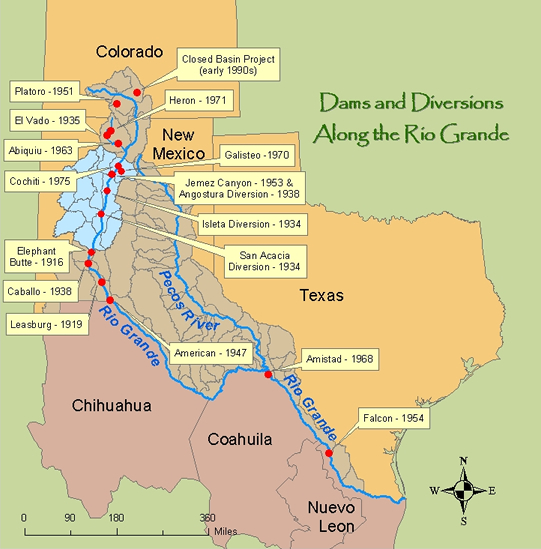 Dams and Diversions
Along the Rio Grande
Colorado
Closed Basin Project
(early 1990s)
Platoro - 1951
Heron - 1971
El Vado - 1935
New
Mexico
Abiquiu - 1963
Galisteo - 1970
Cochiti - 1975
Jemez Canyon - 1953 &
Angostura Diversion - 1938
Isleta Diversion - 1934
San Acacia
Diversion - 1934
Elephant
Butte - 1916
Caballo - 1938
Leasburg - 1919
Pecos River
Texas
Rio Grande
American - 1947
Amistad - 1968
Rio Grande
Chihuahua
Coahuila
Falcon - 1954
Nuevo
Leon
N
W
E
S
0
90
180
360
Miles